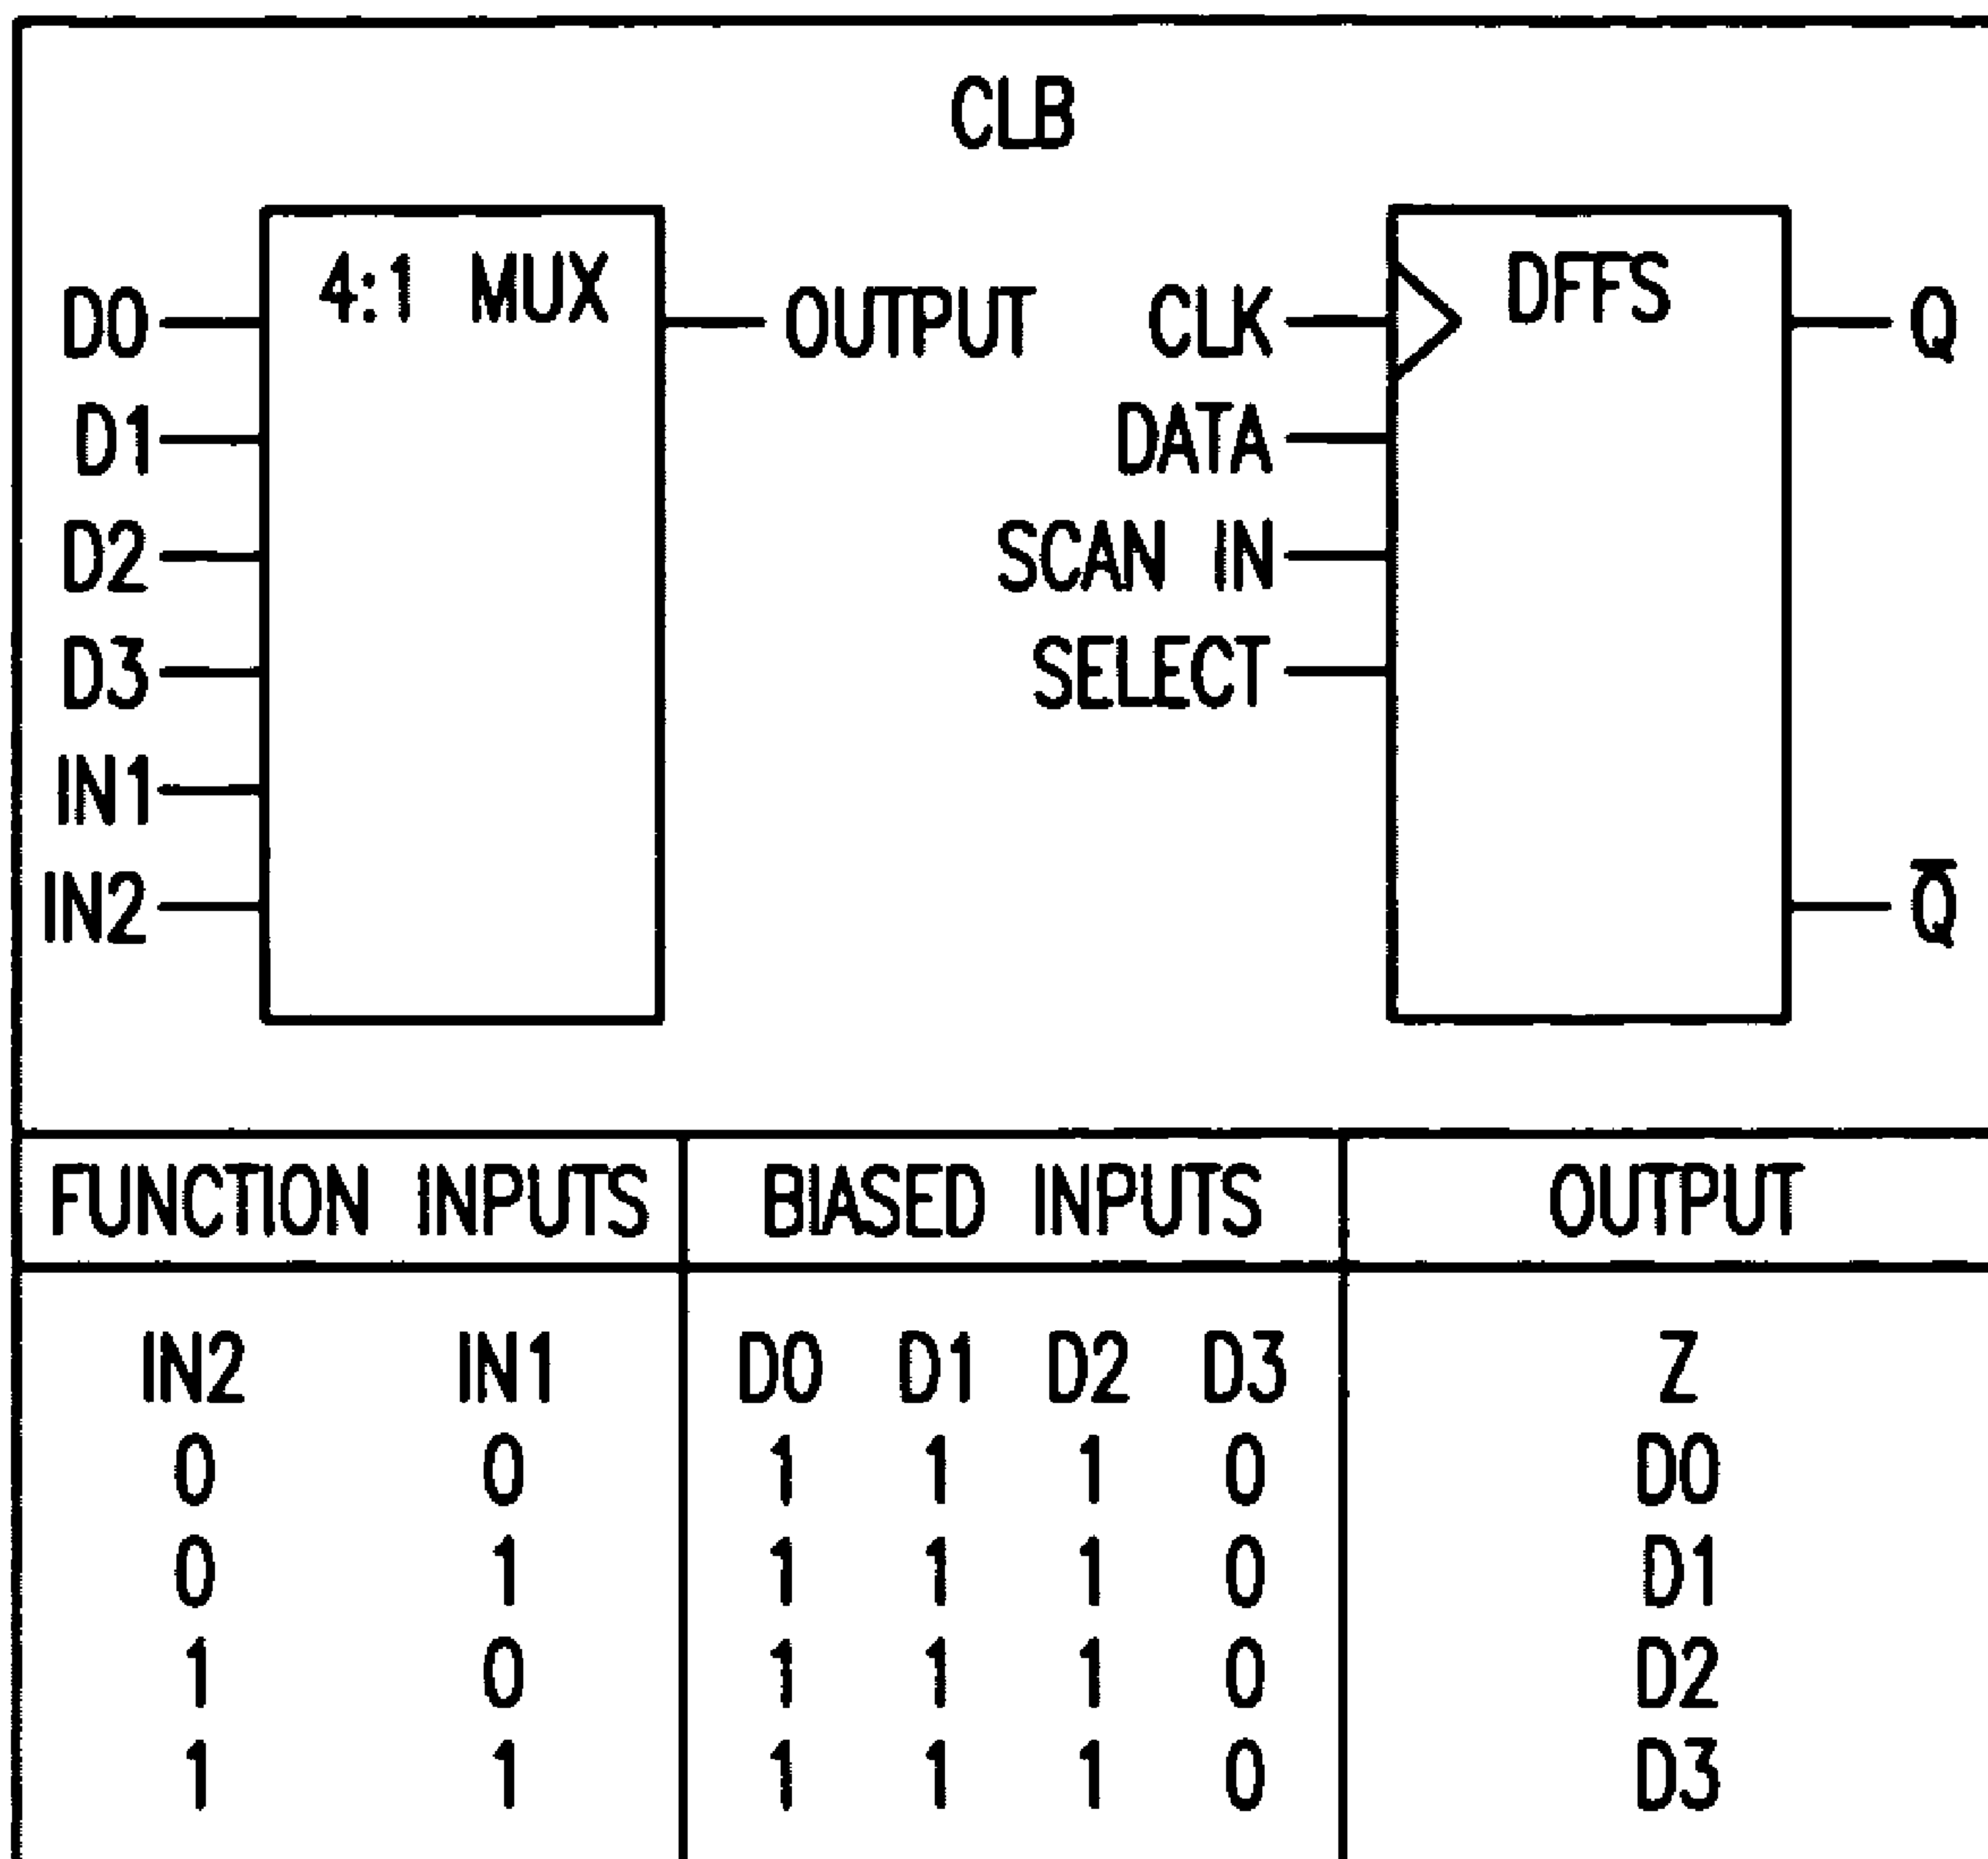 CLB
4:1 MUX
DFFS
D0
OUTPUT
CLK
Q
D1
DATA
D2
SCAN IN
D3
SELECT
IN1
IN2
Q̅
FUNCTION INPUTS BIASED INPUTS OUTPUT
IN2 IN1 D0 D1 D2 D3 Z
0 0 1 1 1 0 D0
0 1 1 1 1 0 D1
1 0 1 1 1 0 D2
1 1 1 1 1 0 D3